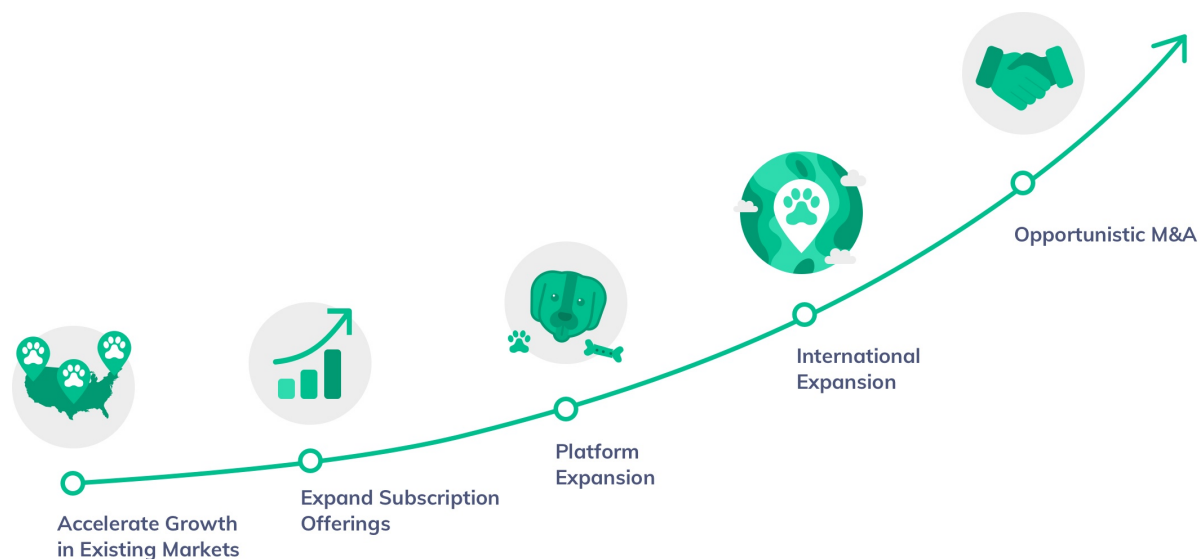 Accelerate Growth
in Existing Markets
Expand Subscription
Offerings
Platform
Expansion
International
Expansion
Opportunistic M&A